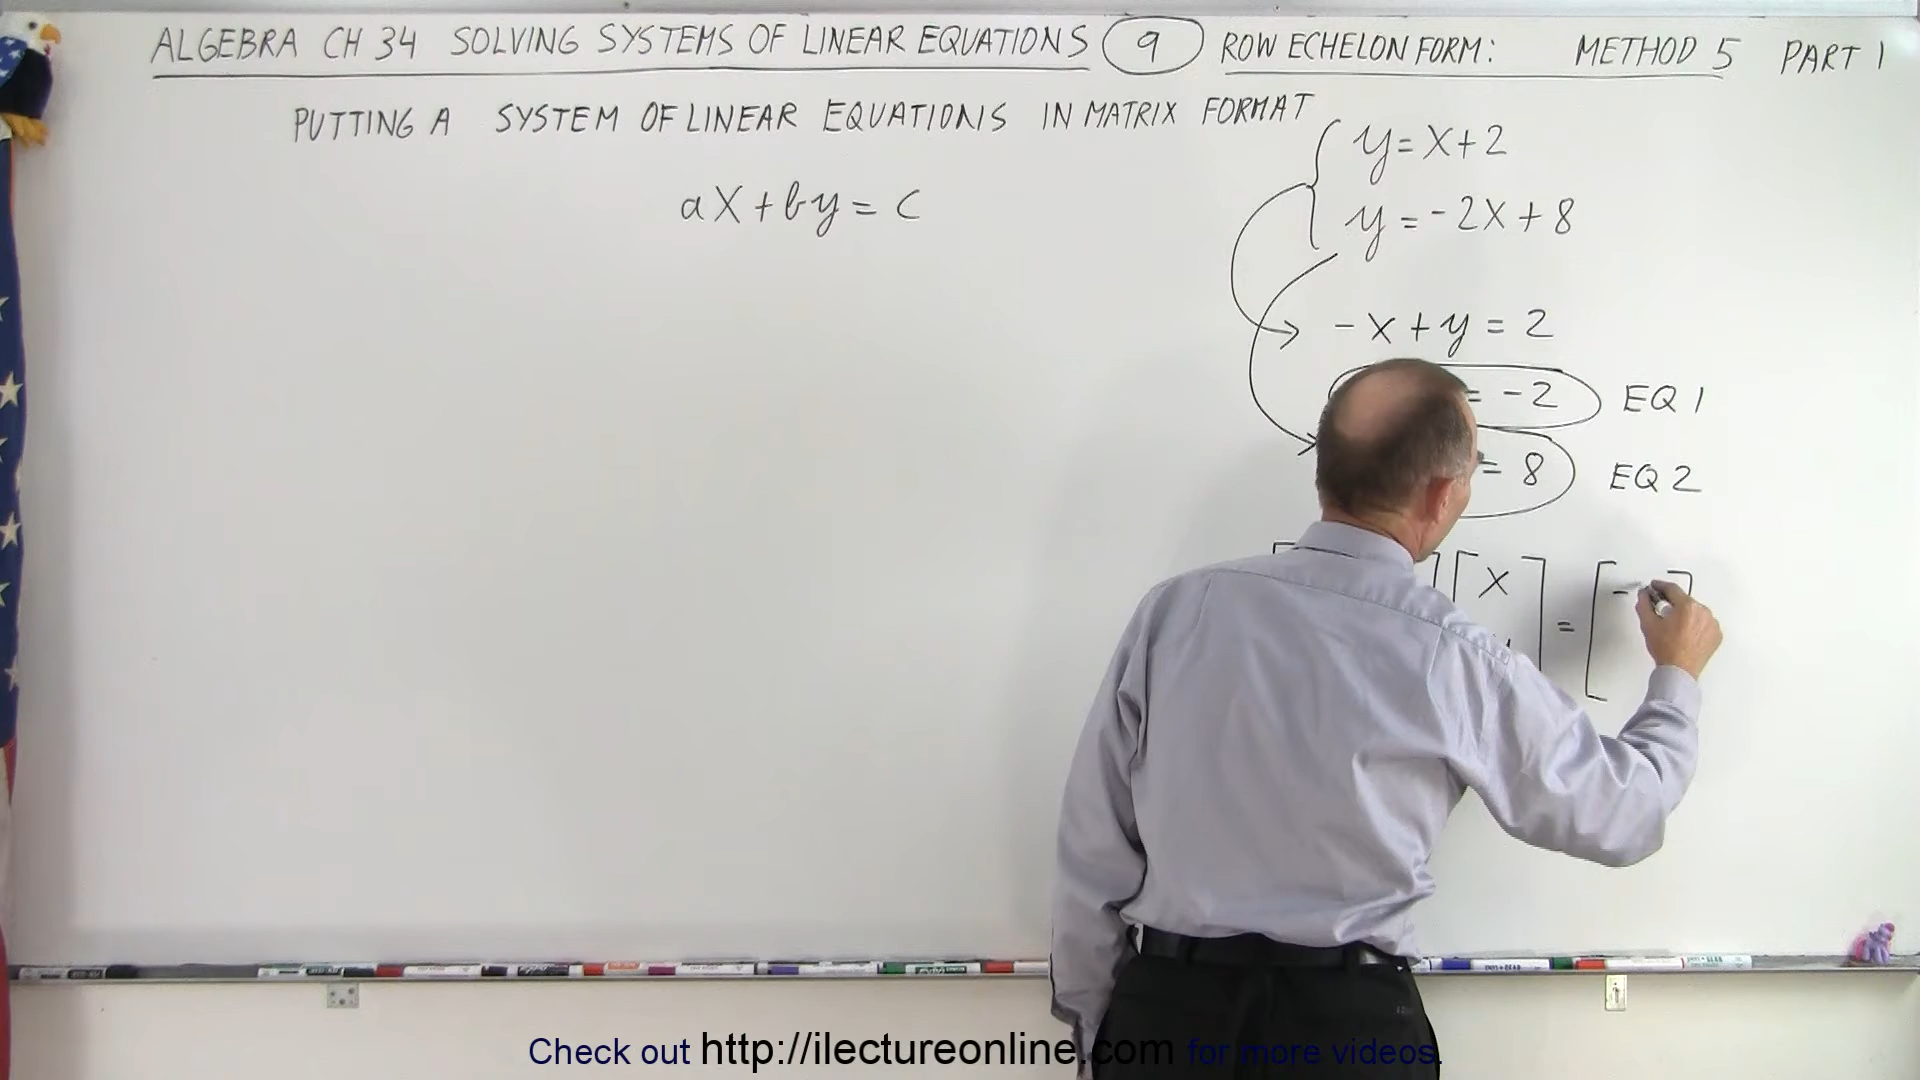 ALGEBRA CH 34 SOLVING SYSTEMS OF LINEAR EQUATIONS 9 ROW ECHELON FORM: METHOD 5 PART 1
PUTTING A SYSTEM OF LINEAR EQUATIONS IN MATRIX FORMAT
y = x + 2
ax + by = c
y = -2x + 8
-x + y = 2
= -2 EQ 1
= 8 EQ 2
x = -
Check out http://ilectureonline.com for more videos.